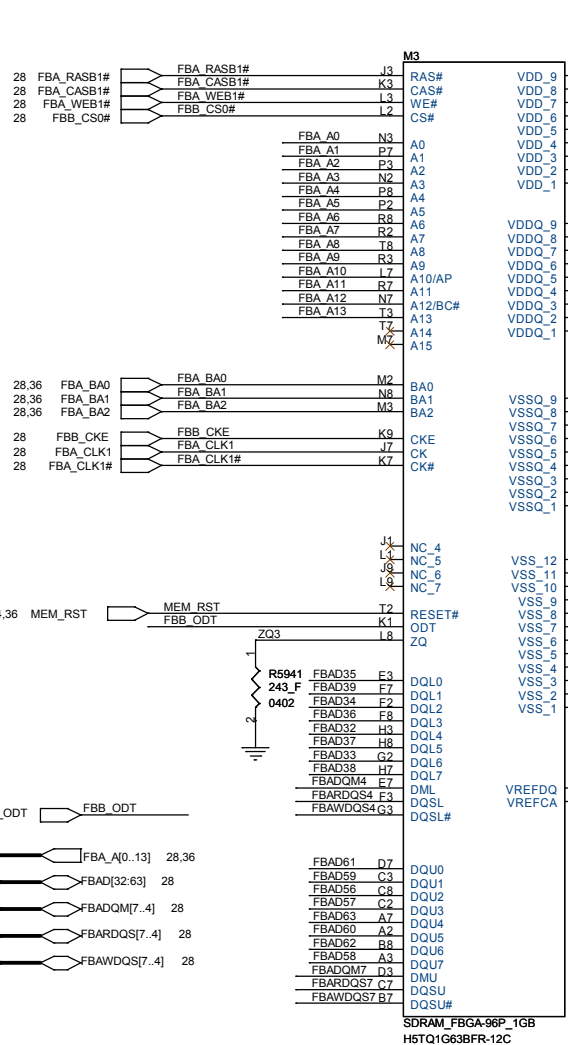 M3
28 FBA_RASB1# FBA_RASB1# J3 RAS# VDD_9
28 FBA_CASB1# FBA_CASB1# K3 CAS# VDD_8
28 FBA_WEB1# FBA_WEB1# L3 WE# VDD_7
28 FBB_CS0# FBB_CS0# L2 CS# VDD_6
VDD_5
FBA_A0 N3 A0 VDD_4
FBA_A1 P7 A1 VDD_3
FBA_A2 P3 A2 VDD_2
FBA_A3 N2 A3 VDD_1
FBA_A4 P8 A4
FBA_A5 P2 A5
FBA_A6 R8 A6 VDDQ_9
FBA_A7 R2 A7 VDDQ_8
FBA_A8 T8 A8 VDDQ_7
FBA_A9 R3 A9 VDDQ_6
FBA_A10 L7 A10/AP VDDQ_5
FBA_A11 R7 A11 VDDQ_4
FBA_A12 N7 A12/BC# VDDQ_3
FBA_A13 T3 A13 VDDQ_2
T7 A14 VDDQ_1
M7 A15
28,36 FBA_BA0 FBA_BA0 M2 BA0
28,36 FBA_BA1 FBA_BA1 N8 BA1 VSSQ_9
28,36 FBA_BA2 FBA_BA2 M3 BA2 VSSQ_8
VSSQ_7
28 FBB_CKE FBB_CKE K9 CKE VSSQ_6
28 FBA_CLK1 FBA_CLK1 J7 CK VSSQ_5
28 FBA_CLK1# FBA_CLK1# K7 CK# VSSQ_4
VSSQ_3
VSSQ_2
VSSQ_1
J1 NC_4
L1 NC_5 VSS_12
J9 NC_6 VSS_11
L9 NC_7 VSS_10
VSS_9
,36 MEM_RST MEM_RST T2 RESET# VSS_8
FBB_ODT K1 ODT VSS_7
ZQ3 L8 ZQ VSS_6
VSS_5
1 VSS_4
R5941 FBAD35 E3 DQL0 VSS_3
243_F FBAD39 F7 DQL1 VSS_2
0402 FBAD34 F2 DQL2 VSS_1
2 FBAD36 F8 DQL3
FBAD32 H3 DQL4
FBAD37 H8 DQL5
FBAD33 G2 DQL6
FBAD38 H7 DQL7
FBADQM4 E7 DML VREFDQ
FBARDQS4 F3 DQSL VREFCA
_ODT FBB_ODT FBAWDQS4 G3 DQSL#
FBA_A[0..13] 28,36
FBAD61 D7 DQU0
FBAD[32:63] 28 FBAD59 C3 DQU1
FBAD56 C8 DQU2
FBADQM[7..4] 28 FBAD57 C2 DQU3
FBAD63 A7 DQU4
FBARDQS[7..4] 28 FBAD60 A2 DQU5
FBAD62 B8 DQU6
FBAWDQS[7..4] 28 FBAD58 A3 DQU7
FBADQM7 D3 DMU
FBARDQS7 C7 DQSU
FBAWDQS7 B7 DQSU#
SDRAM_FBGA-96P_1GB
H5TQ1G63BFR-12C